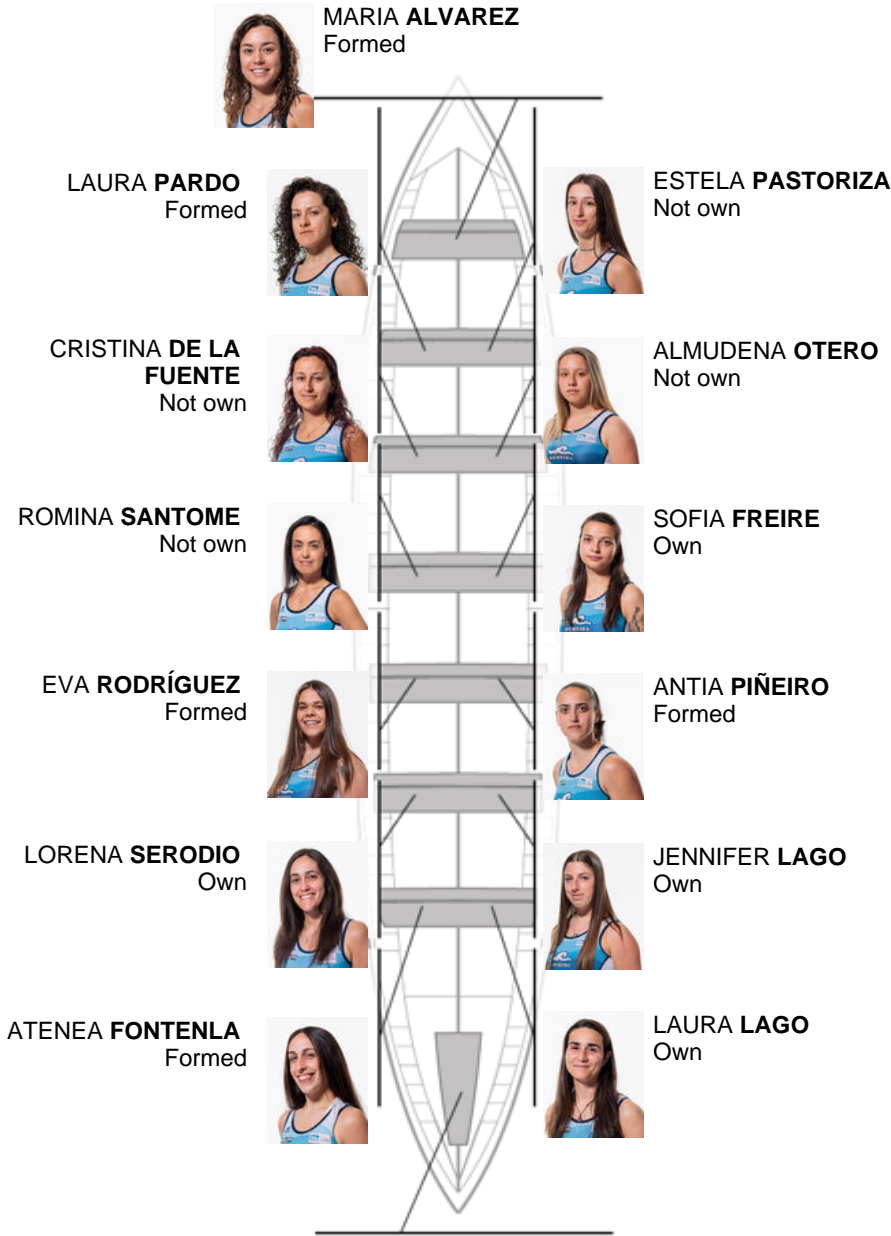 MARIA ALVAREZ
Formed
LAURA PARDO
Formed
ESTELA PASTORIZA
Not own
CRISTINA DE LA
FUENTE
Not own
ALMUDENA OTERO
Not own
ROMINA SANTOME
Not own
SOFIA FREIRE
Own
EVA RODRÍGUEZ
Formed
ANTIA PIÑEIRO
Formed
LORENA SERODIO
Own
JENNIFER LAGO
Own
ATENEA FONTENLA
Formed
LAURA LAGO
Own